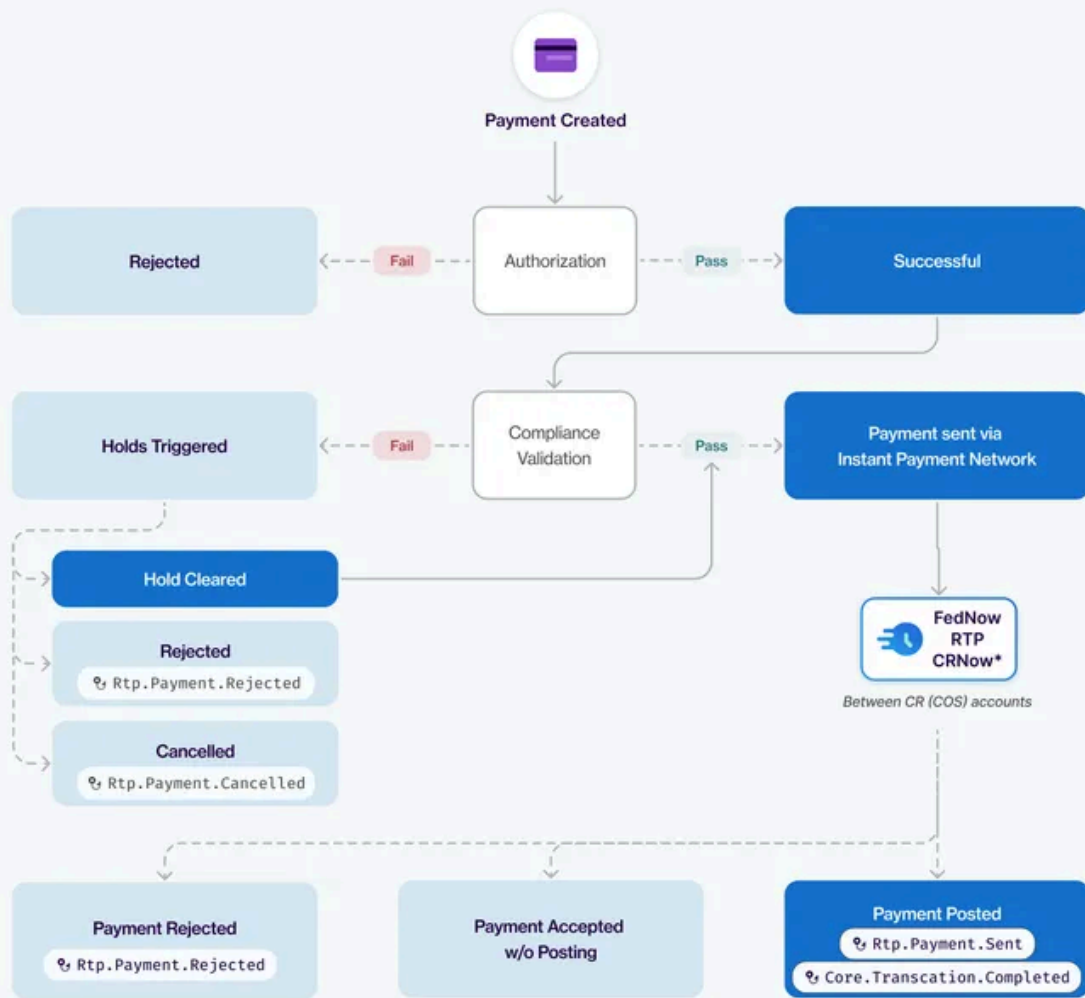 Payment Created
Rejected
Fail
Authorization
Pass
Successful
Holds Triggered
Fail
Compliance
Validation
Pass
Payment sent via
Instant Payment Network
Hold Cleared
Rejected
Rtp.Payment.Rejected
Cancelled
Rtp.Payment.Cancelled
FedNow
RTP
CRNow*
Between CR (COS) accounts
Payment Rejected
Rtp.Payment.Rejected
Payment Accepted
w/o Posting
Payment Posted
Rtp.Payment.Sent
Core.Transcation.Completed